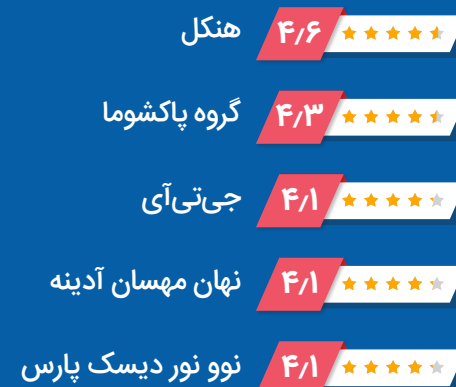 هنکل ۴٫۶
گروه پاکشوما ۴٫۳
جی‌تی‌آی ۴٫۱
نهان مهسان آدینه ۴٫۱
نوو نور دیسک پارس ۴٫۱